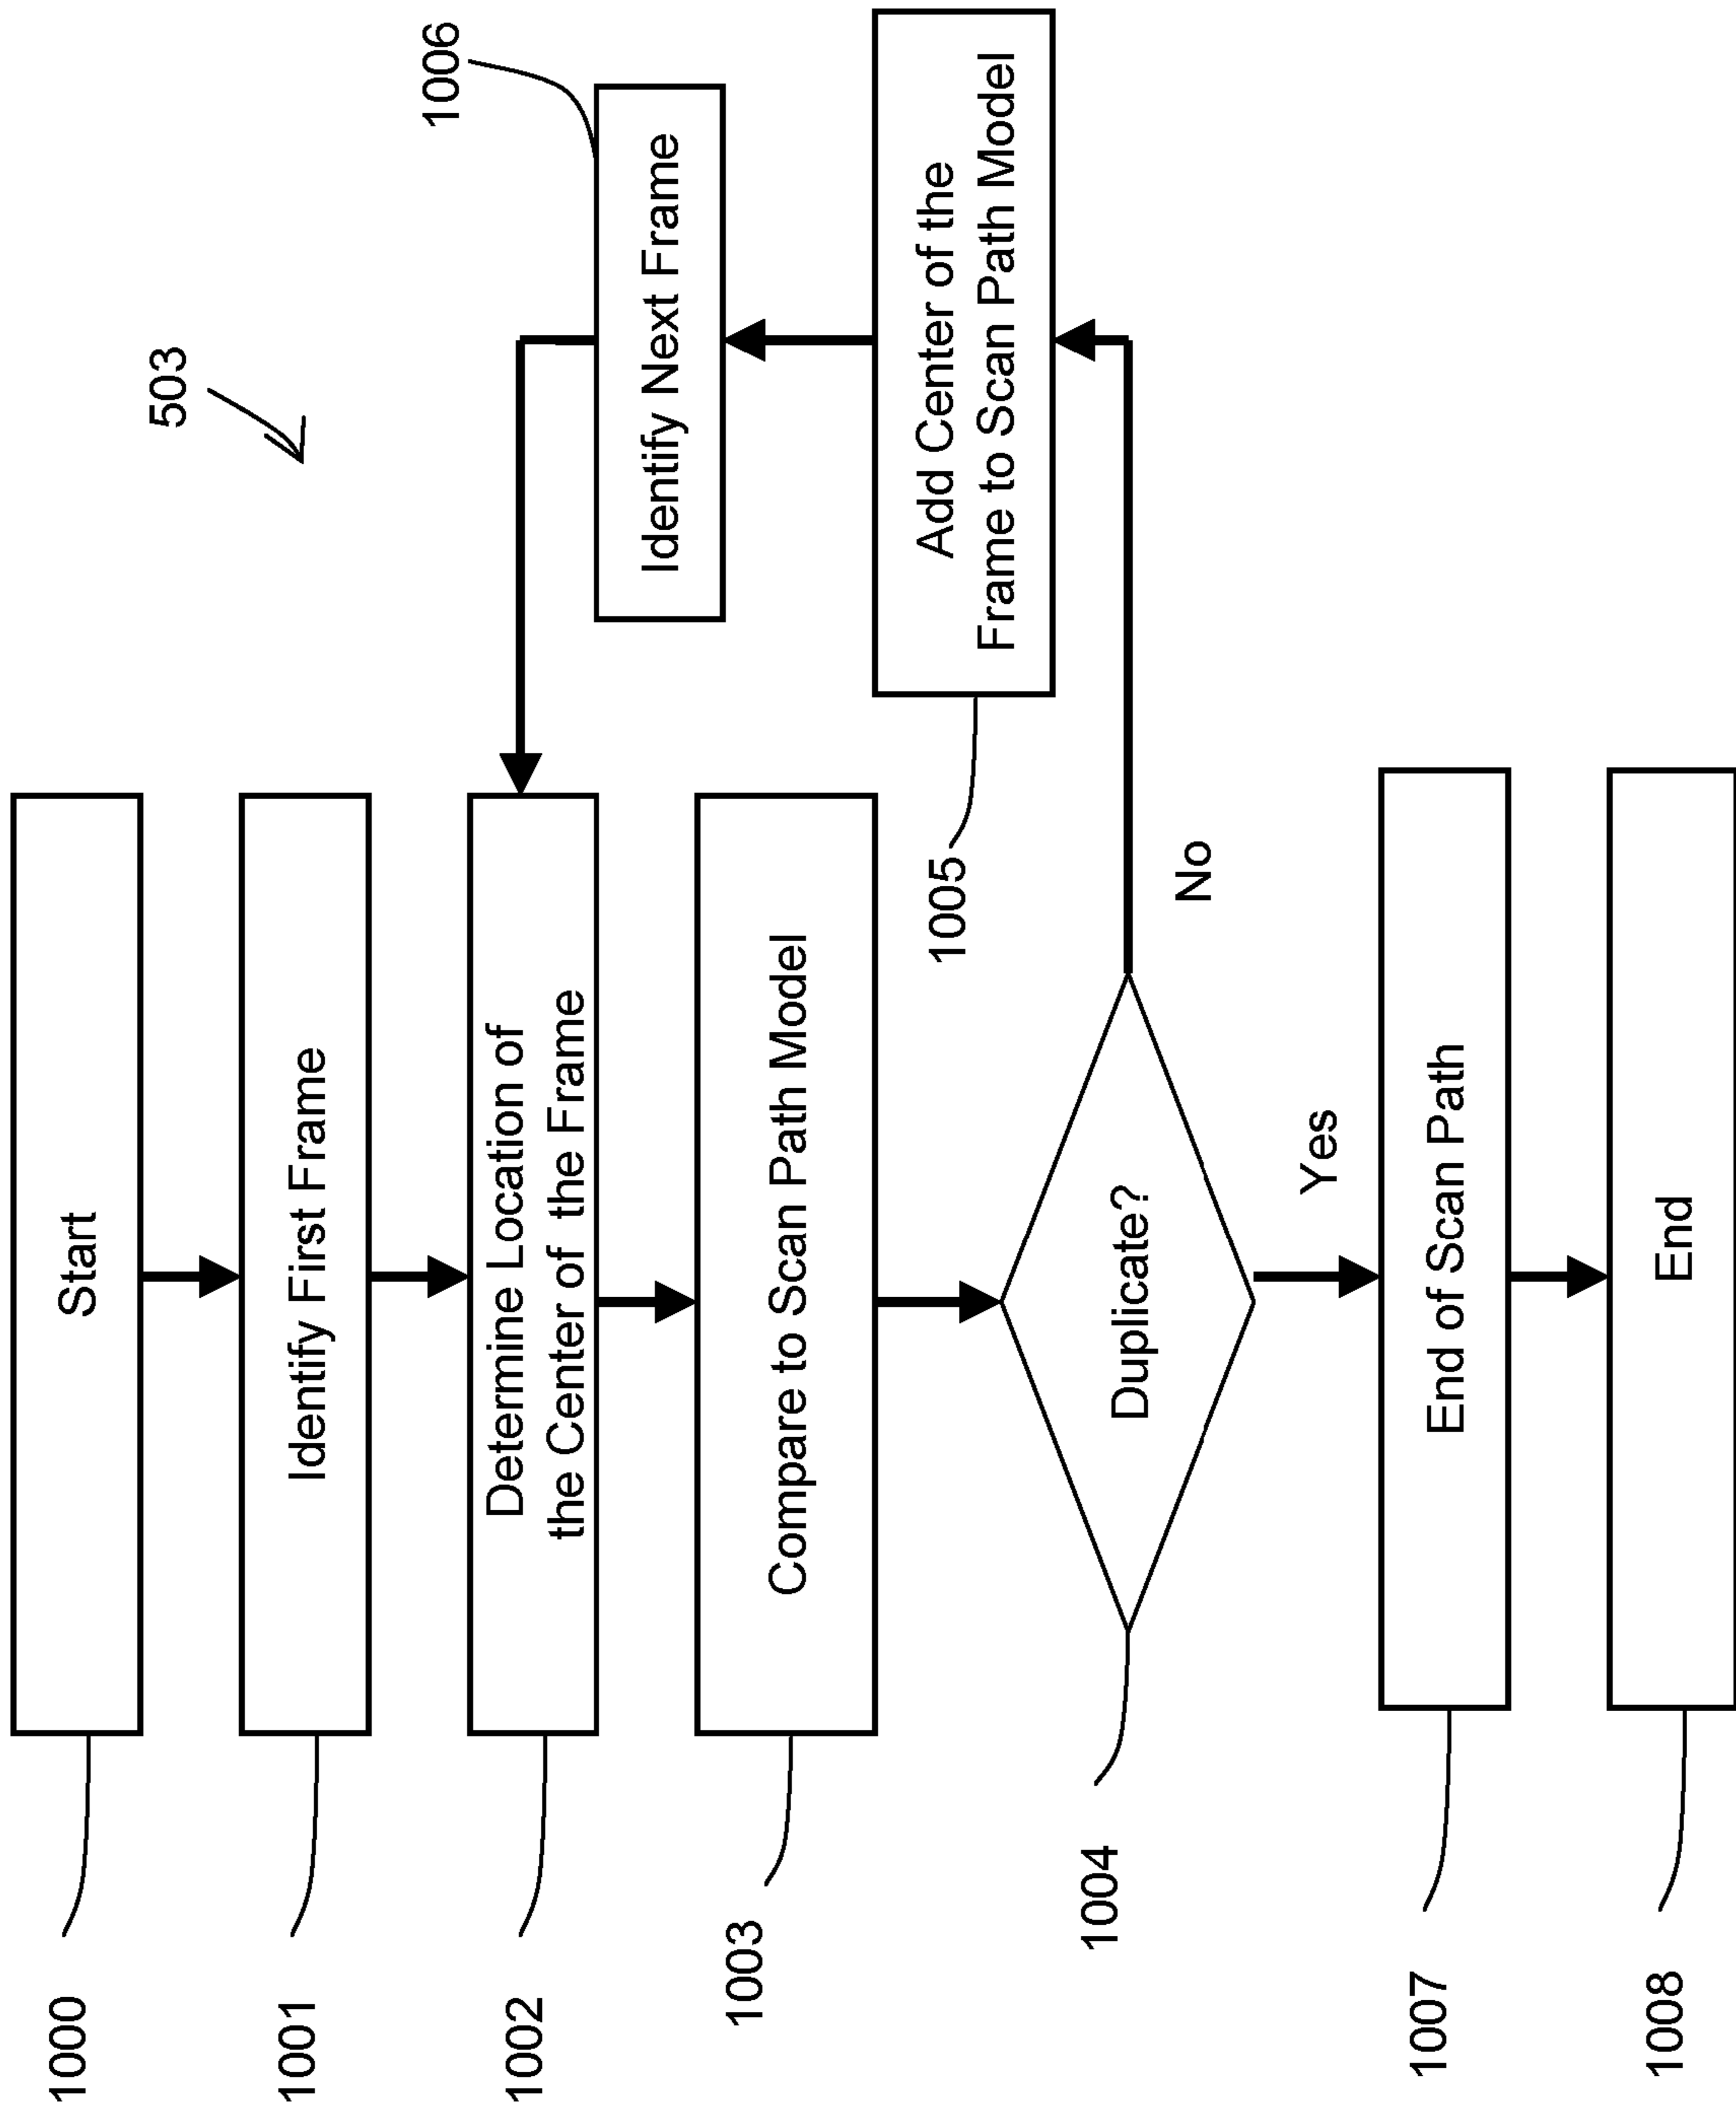 503
1000
Start
1001
Identify First Frame
1002
Determine Location of
the Center of the Frame
1003
Compare to Scan Path Model
1004
Duplicate?
No
1005
Add Center of the
Frame to Scan Path Model
1006
Identify Next Frame
Yes
1007
End of Scan Path
1008
End